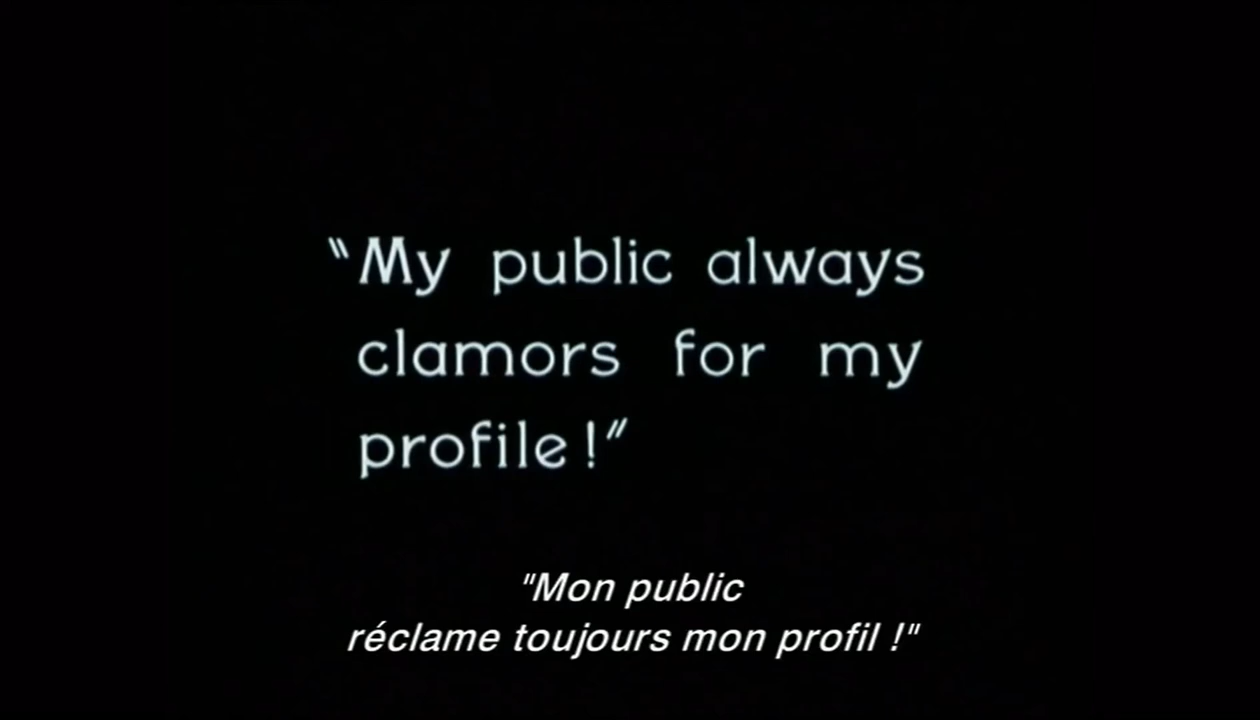 “My public always
clamors for my
profile!”
"Mon public
réclame toujours mon profil !"